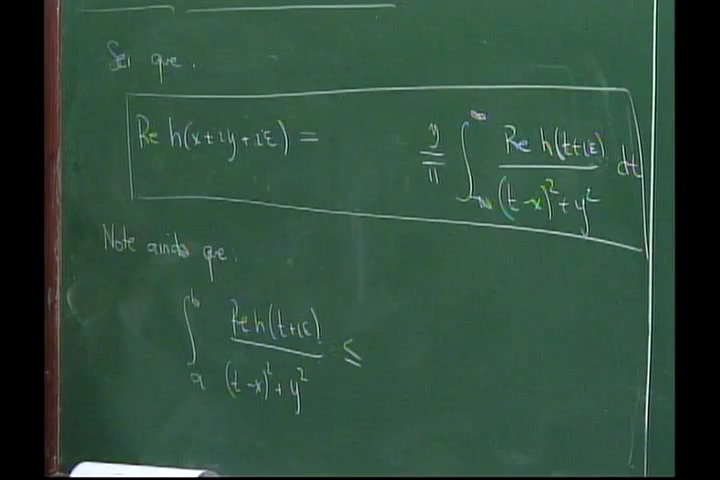 Sei que:
Re h(x+iy+iε) = y/π ∫_{-∞}^{∞} Re h(t+iε) / ((t-x)²+y²) dt
Note ainda que:
∫_a^b Re h(t+iε) / ((t-x)²+y²) ≤